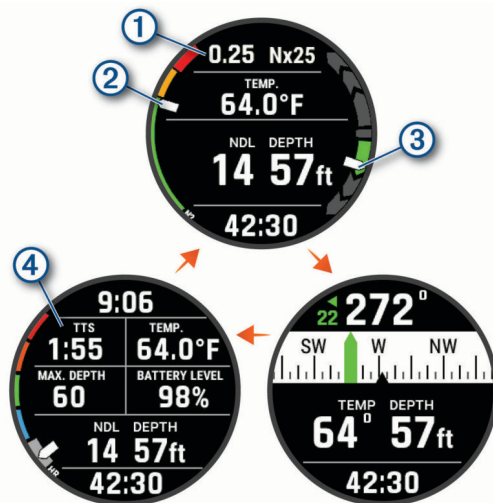 1
0.25 Nx25
2
TEMP.
64.0°F
NDL DEPTH
14 57ft
3
N2
42:30
4
9:06
TTS TEMP.
1:55 64.0°F
MAX. DEPTH BATTERY LEVEL
60 98%
NDL DEPTH
14 57ft
HR
42:30
22 272°
SW W NW
TEMP DEPTH
64° 57ft
42:30